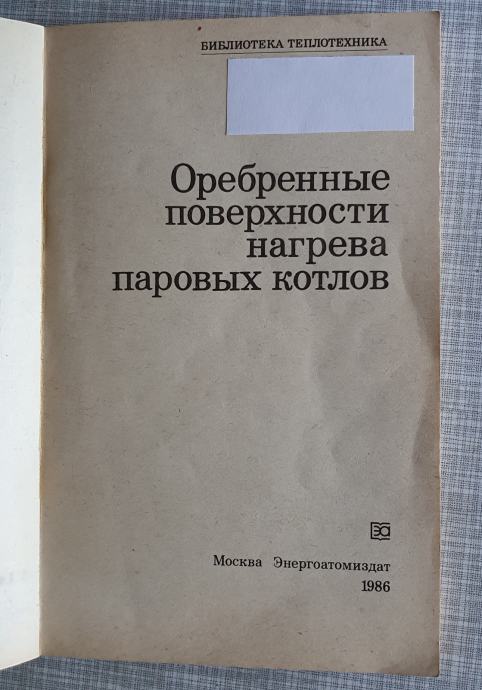 БИБЛИОТЕКА ТЕПЛОТЕХНИКА
Оребренные
поверхности
нагрева
паровых котлов
Москва Энергоатомиздат
1986